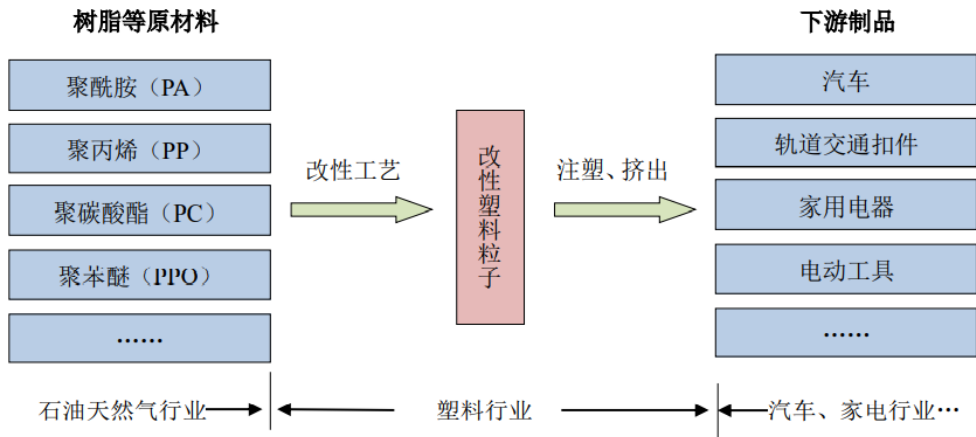 树脂等原材料
下游制品
聚酰胺（PA）
聚丙烯（PP）
聚碳酸酯（PC）
聚苯醚（PPO）
……
改性工艺
改性塑料粒子
注塑、挤出
汽车
轨道交通扣件
家用电器
电动工具
……
石油天然气行业
塑料行业
汽车、家电行业…